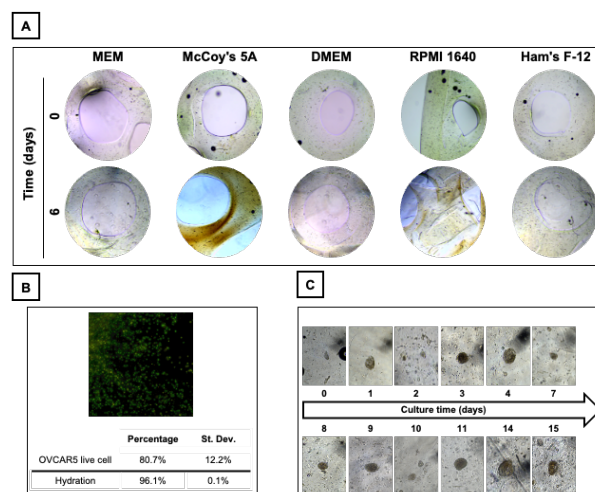 A
MEM McCoy's 5A DMEM RPMI 1640 Ham's F-12
Time (days)
0
6
B
Percentage St. Dev.
OVCAR5 live cell 80.7% 12.2%
Hydration 96.1% 0.1%
C
0 1 2 3 4 7
Culture time (days)
8 9 10 11 14 15